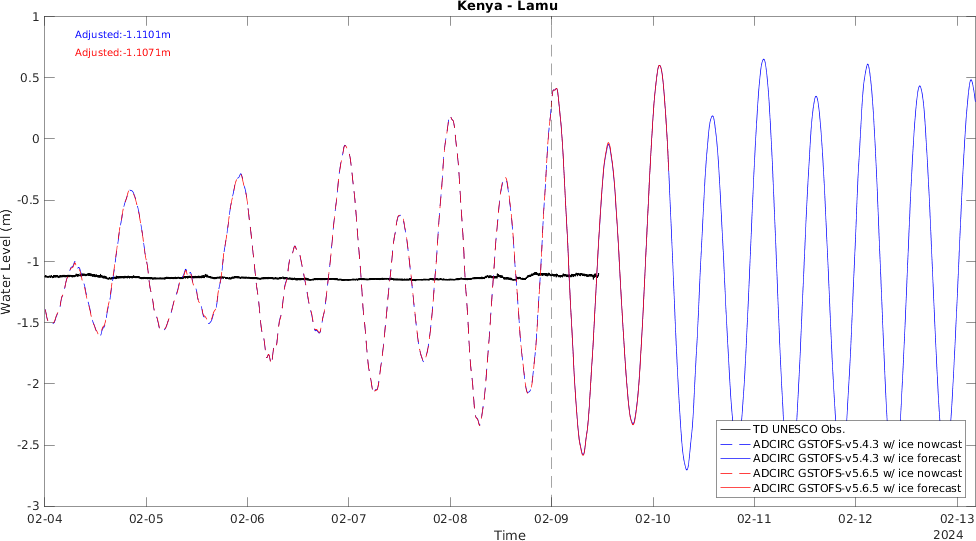 Kenya - Lamu
Adjusted:-1.1101m
Adjusted:-1.1071m
1
0.5
0
-0.5
-1
-1.5
-2
-2.5
-3
Water Level (m)
TD UNESCO Obs.
ADCIRC GSTOFS-v5.4.3 w/ ice nowcast
ADCIRC GSTOFS-v5.4.3 w/ ice forecast
ADCIRC GSTOFS-v5.6.5 w/ ice nowcast
ADCIRC GSTOFS-v5.6.5 w/ ice forecast
02-04 02-05 02-06 02-07 02-08 02-09 02-10 02-11 02-12 02-13
Time
2024